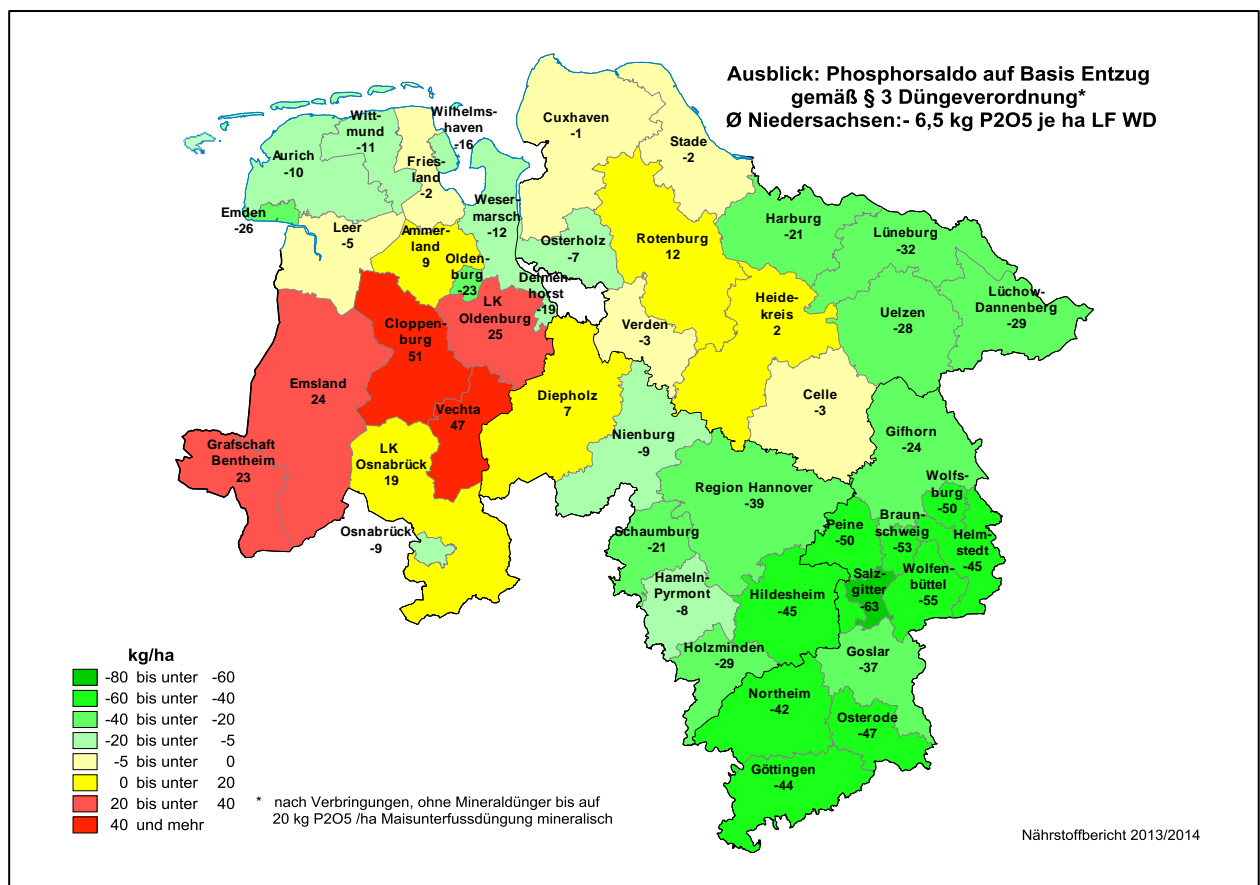 Ausblick: Phosphorsaldo auf Basis Entzug
gemäß § 3 Düngeverordnung*
Ø Niedersachsen:- 6,5 kg P2O5 je ha LF WD
Cuxhaven
-1
Stade
-2
Wilhelms-
haven
-16
Witt-
mund
-11
Aurich
-10
Fries-
land
-2
Emden
-26
Leer
-5
Ammer-
land
9
Weser-
marsch
-12
Osterholz
-7
Rotenburg
12
Harburg
-21
Lüneburg
-32
Lüchow-
Dannenberg
-29
Uelzen
-28
Olden-
burg
-23
Delmen-
horst
-19
LK
Oldenburg
25
Cloppen-
burg
51
Verden
-3
Heide-
kreis
2
Emsland
24
Vechta
47
Diepholz
7
Celle
-3
Nienburg
-9
Gifhorn
-24
Grafschaft
Bentheim
23
LK
Osnabrück
19
Region Hannover
-39
Wolfs-
burg
-50
Osnabrück
-9
Schaumburg
-21
Peine
-50
Braun-
schweig
-53
Helm-
stedt
-45
Hameln-
Pyrmont
-8
Hildesheim
-45
Salz-
gitter
-63
Wolfen-
büttel
-55
Holzminden
-29
Goslar
-37
Northeim
-42
Osterode
-47
Göttingen
-44
kg/ha
-80 bis unter -60
-60 bis unter -40
-40 bis unter -20
-20 bis unter -5
-5 bis unter 0
0 bis unter 20
20 bis unter 40
40 und mehr
* nach Verbringungen, ohne Mineraldünger bis auf
20 kg P2O5 /ha Maisunterfussdüngung mineralisch
Nährstoffbericht 2013/2014